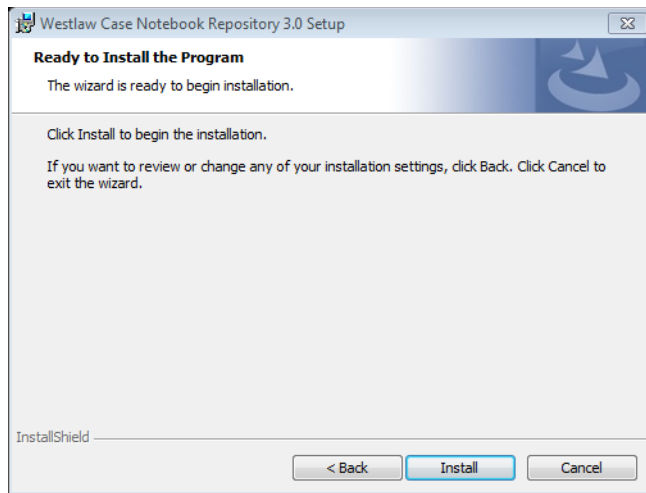 Westlaw Case Notebook Repository 3.0 Setup
Ready to Install the Program
The wizard is ready to begin installation.
Click Install to begin the installation.
If you want to review or change any of your installation settings, click Back. Click Cancel to
exit the wizard.
InstallShield
< Back
Install
Cancel